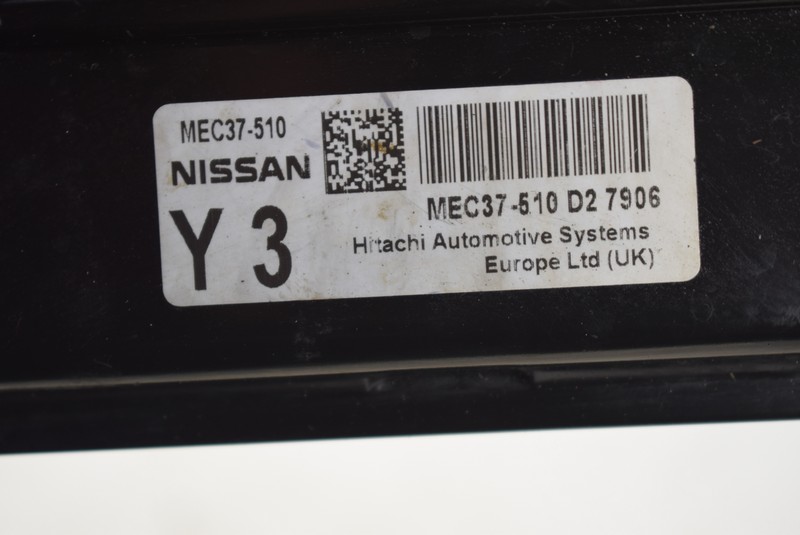 MEC37-510
NISSAN
Y 3
MEC37-510 D2 7906
Hitachi Automotive Systems
Europe Ltd (UK)